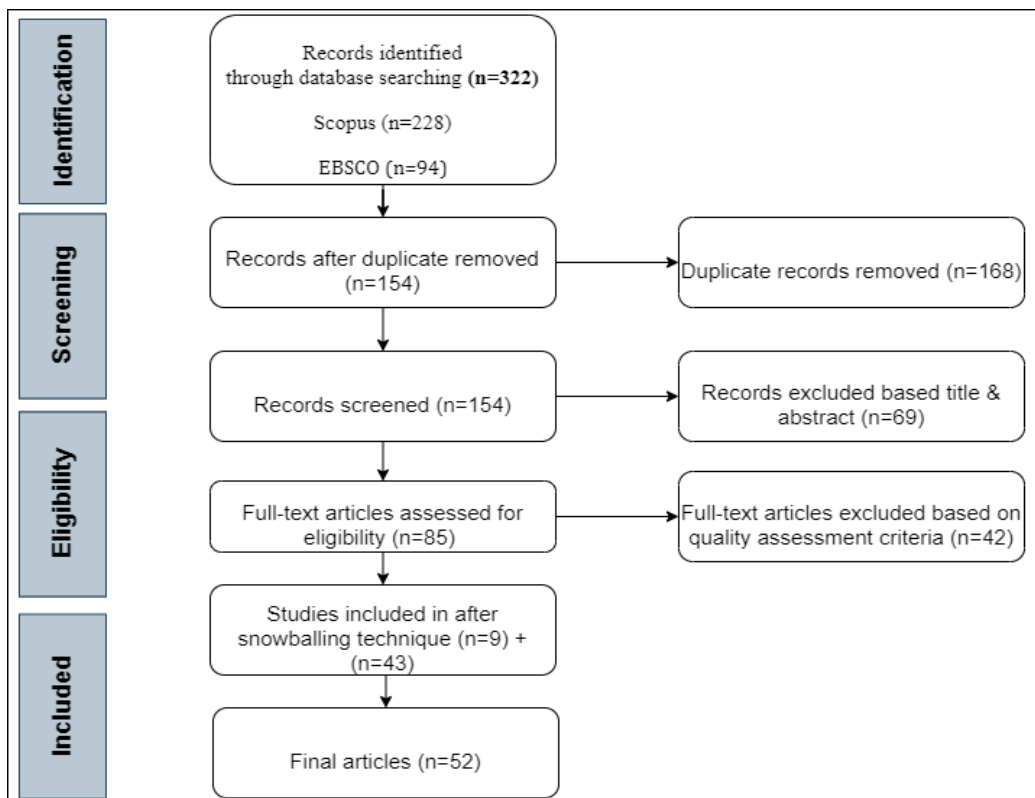 Identification
Records identified
through database searching (n=322)
Scopus (n=228)
EBSCO (n=94)
Screening
Records after duplicate removed
(n=154)
Duplicate records removed (n=168)
Records screened (n=154)
Records excluded based title &
abstract (n=69)
Eligibility
Full-text articles assessed for
eligibility (n=85)
Full-text articles excluded based on
quality assessment criteria (n=42)
Included
Studies included in after
snowballing technique (n=9) +
(n=43)
Final articles (n=52)